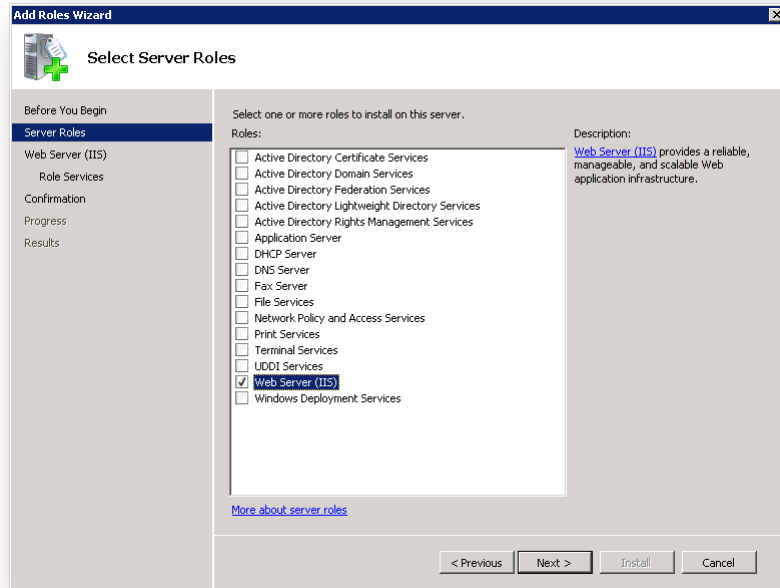 Add Roles Wizard
Select Server Roles
Before You Begin
Server Roles
Web Server (IIS)
Role Services
Confirmation
Progress
Results
Select one or more roles to install on this server.
Roles:
Active Directory Certificate Services
Active Directory Domain Services
Active Directory Federation Services
Active Directory Lightweight Directory Services
Active Directory Rights Management Services
Application Server
DHCP Server
DNS Server
Fax Server
File Services
Network Policy and Access Services
Print Services
Terminal Services
UDDI Services
Web Server (IIS)
Windows Deployment Services
More about server roles
Description:
Web Server (IIS) provides a reliable,
manageable, and scalable Web
application infrastructure.
< Previous
Next >
Install
Cancel